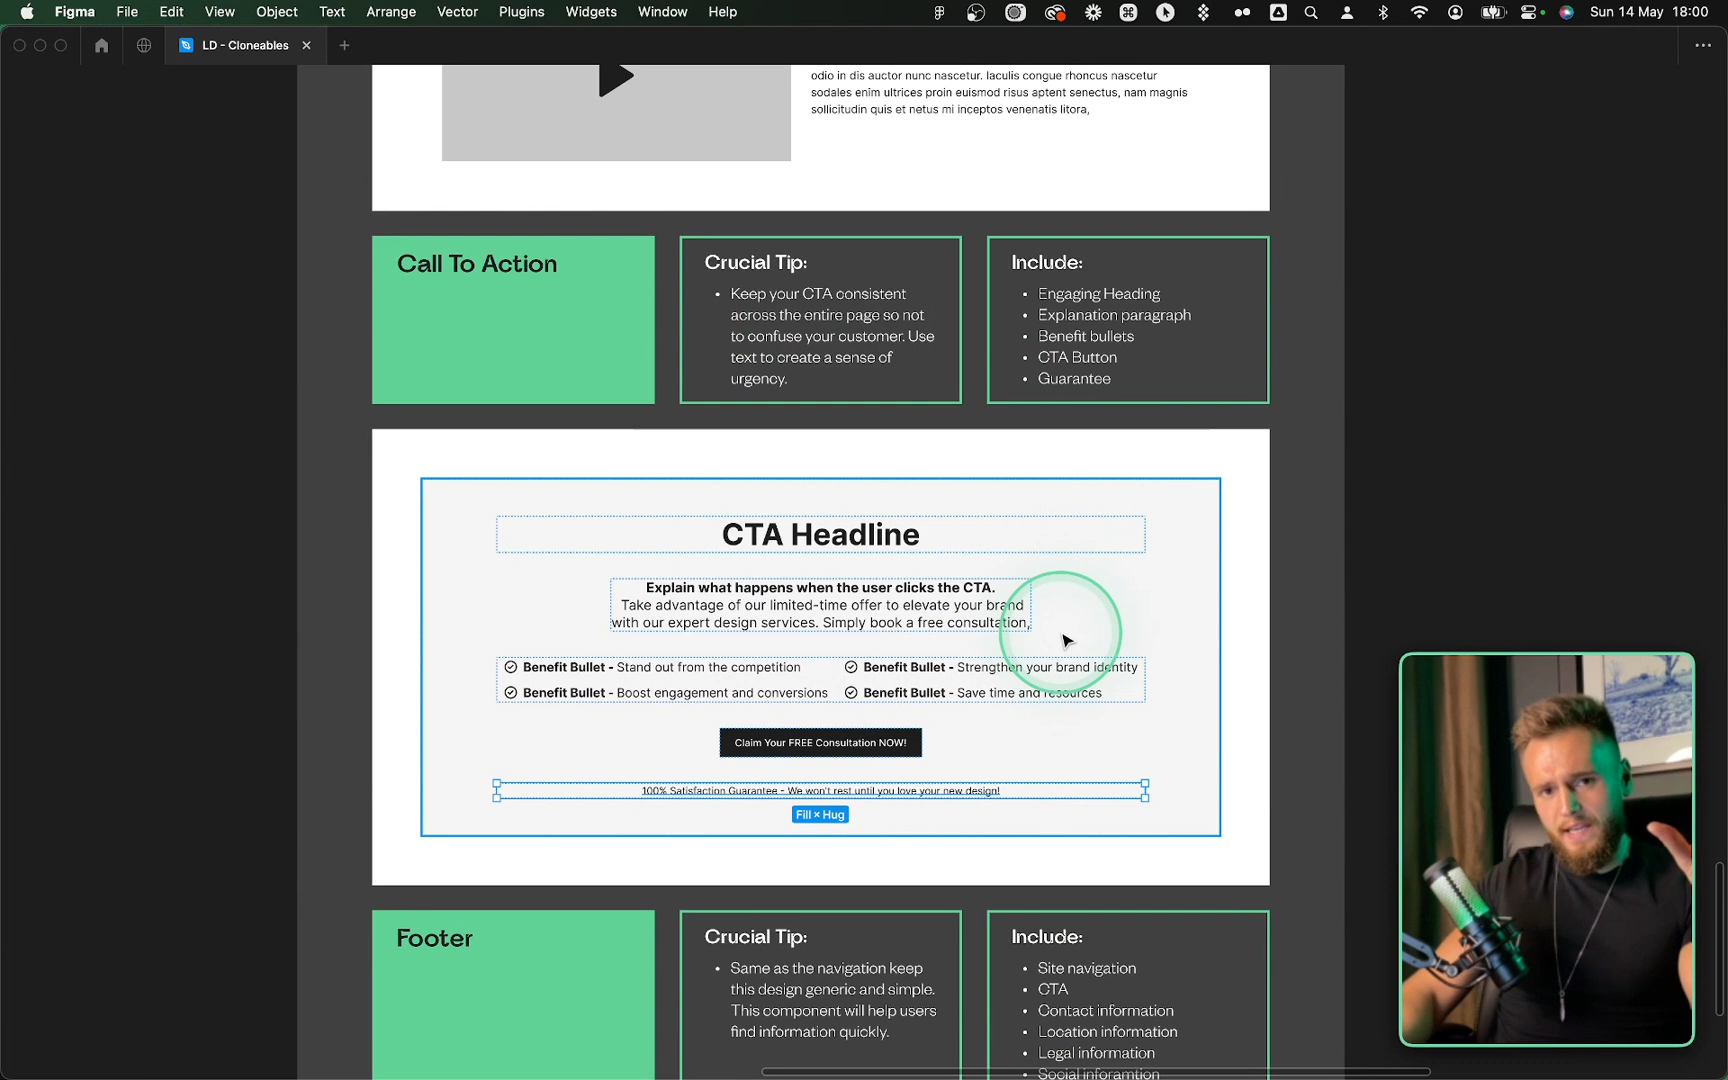 Figma File Edit View Object Text Arrange Vector Plugins Widgets Window Help Sun 14 May 18:00
LD - Cloneables
odio in dis auctor nunc nascetur. Iaculis congue rhoncus nascetur
sodales enim ultrices proin euismod risus aptent senectus, nam magnis
sollicitudin quis et netus mi inceptos venenatis litora,
Call To Action
Crucial Tip:
• Keep your CTA consistent
across the entire page so not
to confuse your customer. Use
text to create a sense of
urgency.
Include:
• Engaging Heading
• Explanation paragraph
• Benefit bullets
• CTA Button
• Guarantee
CTA Headline
Explain what happens when the user clicks the CTA.
Take advantage of our limited-time offer to elevate your brand
with our expert design services. Simply book a free consultation,
Benefit Bullet - Stand out from the competition
Benefit Bullet - Strengthen your brand identity
Benefit Bullet - Boost engagement and conversions
Benefit Bullet - Save time and resources
Claim Your FREE Consultation NOW!
100% Satisfaction Guarantee - We won't rest until you love your new design!
Fill × Hug
Footer
Crucial Tip:
• Same as the navigation keep
this design generic and simple.
This component will help users
find information quickly.
Include:
• Site navigation
• CTA
• Contact information
• Location information
• Legal information
• Social inforamtion